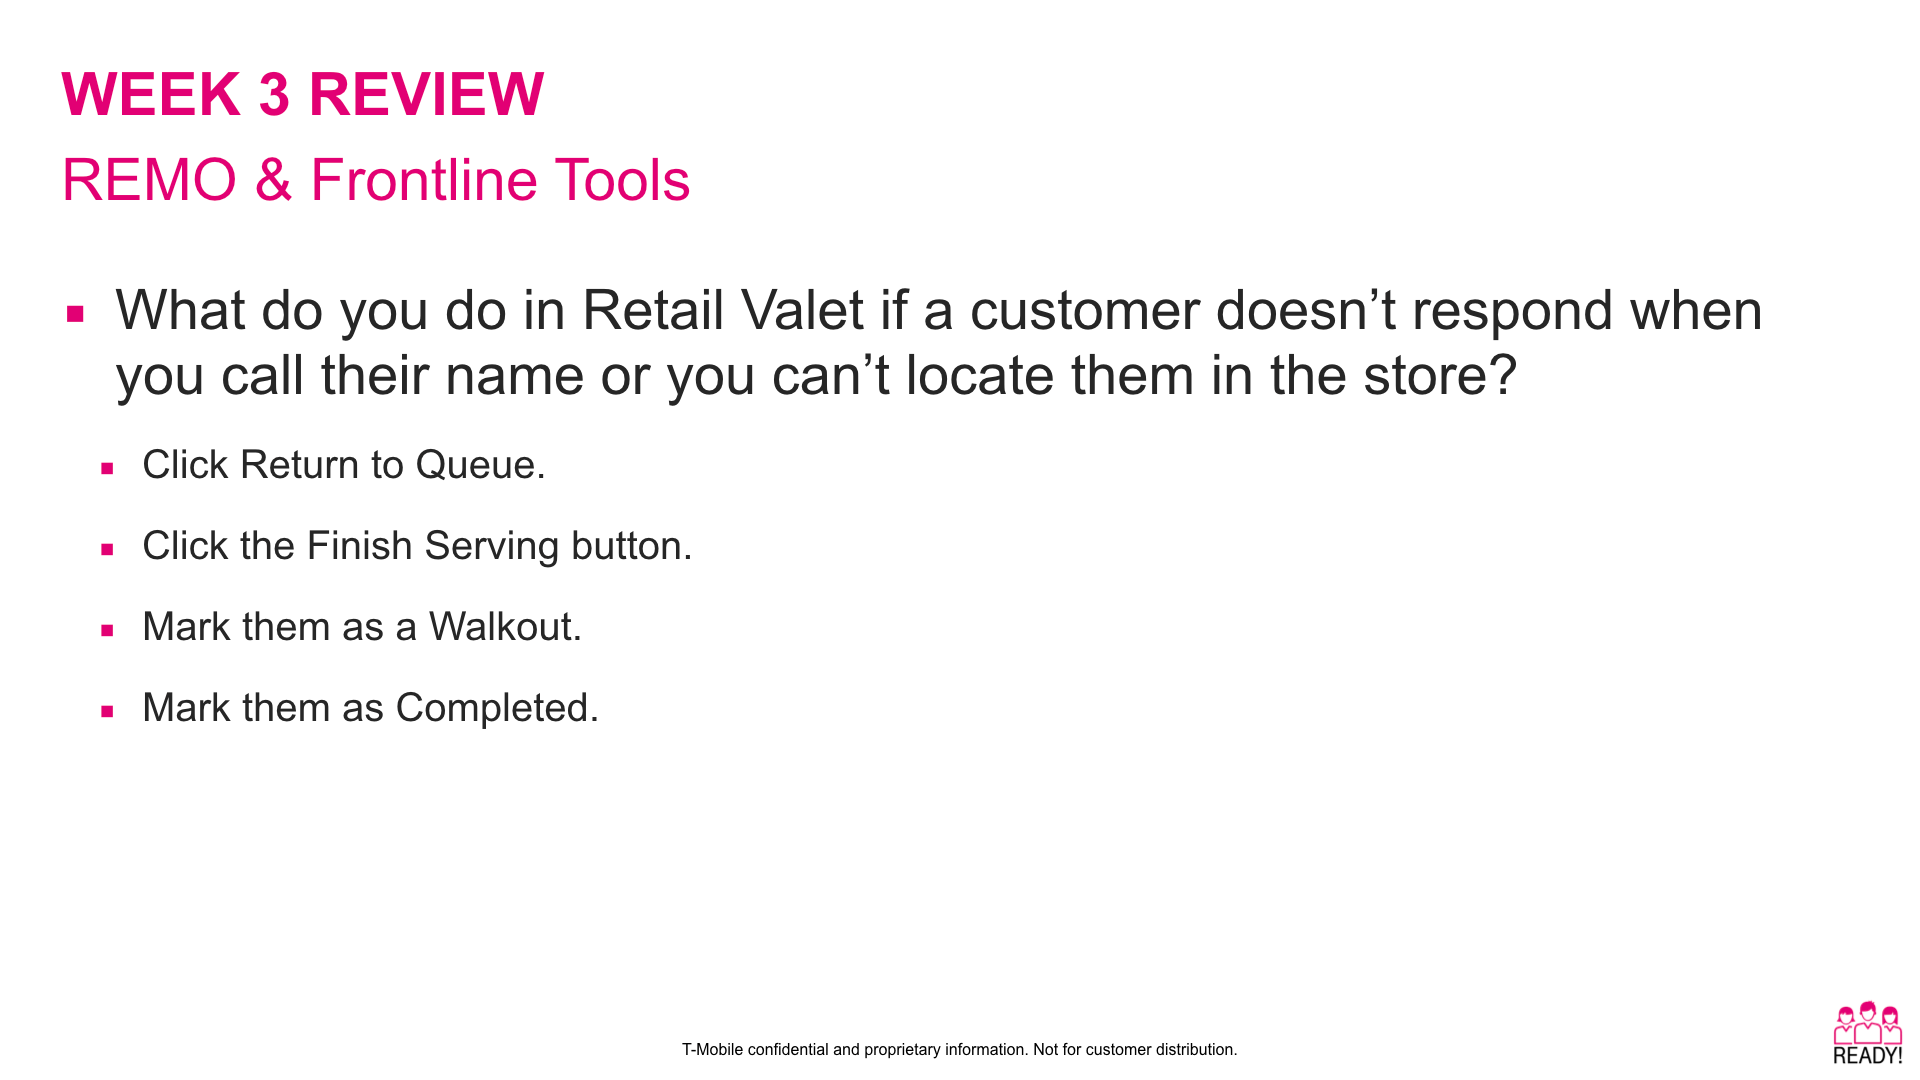 WEEK 3 REVIEW
REMO & Frontline Tools
What do you do in Retail Valet if a customer doesn’t respond when
you call their name or you can’t locate them in the store?
Click Return to Queue.
Click the Finish Serving button.
Mark them as a Walkout.
Mark them as Completed.
T-Mobile confidential and proprietary information. Not for customer distribution.
READY!